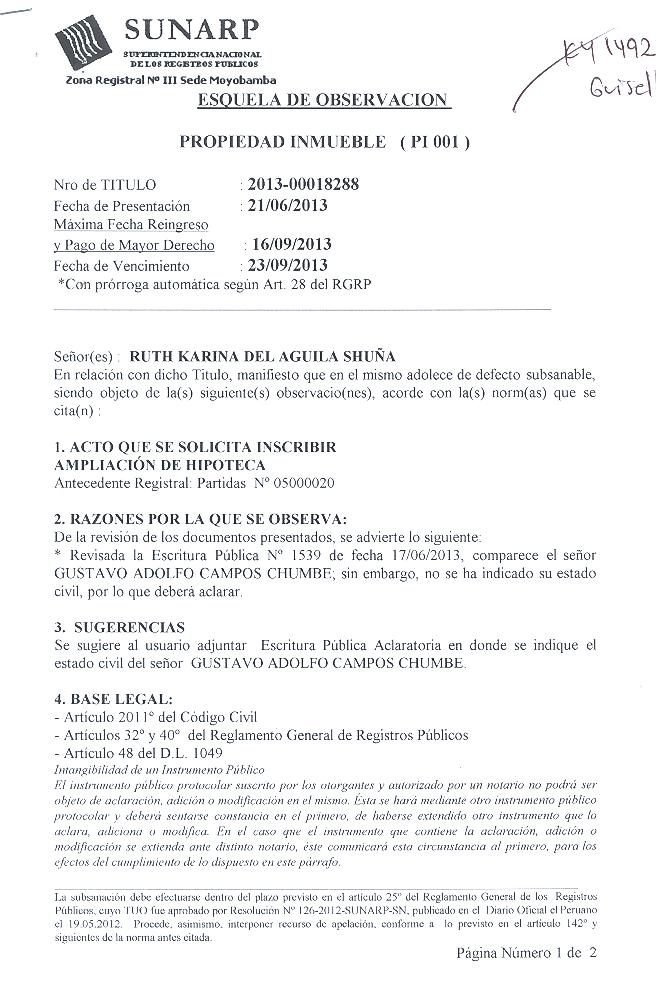 SUNARP
SUPERINTENDENCIA NACIONAL
DE LOS REGISTROS PUBLICOS
Zona Registral Nº III Sede Moyobamba
1492
Guisell
ESQUELA DE OBSERVACION
PROPIEDAD INMUEBLE ( PI 001 )
Nro de TITULO : 2013-00018288
Fecha de Presentación : 21/06/2013
Máxima Fecha Reingreso
y Pago de Mayor Derecho : 16/09/2013
Fecha de Vencimiento : 23/09/2013
*Con prórroga automática según Art. 28 del RGRP
Señor(es) : RUTH KARINA DEL AGUILA SHUÑA
En relación con dicho Titulo, manifiesto que en el mismo adolece de defecto subsanable,
siendo objeto de la(s) siguiente(s) observacio(nes), acorde con la(s) norm(as) que se
cita(n) :
1. ACTO QUE SE SOLICITA INSCRIBIR
AMPLIACIÓN DE HIPOTECA
Antecedente Registral: Partidas Nº 05000020
2. RAZONES POR LA QUE SE OBSERVA:
De la revisión de los documentos presentados, se advierte lo siguiente:
* Revisada la Escritura Pública Nº 1539 de fecha 17/06/2013, comparece el señor
GUSTAVO ADOLFO CAMPOS CHUMBE; sin embargo, no se ha indicado su estado
civil, por lo que deberá aclarar.
3. SUGERENCIAS
Se sugiere al usuario adjuntar Escritura Pública Aclaratoria en donde se indique el
estado civil del señor GUSTAVO ADOLFO CAMPOS CHUMBE.
4. BASE LEGAL:
- Artículo 2011º del Código Civil
- Artículos 32º y 40º del Reglamento General de Registros Públicos
- Artículo 48 del D.L. 1049
Intangibilidad de un Instrumento Público
El instrumento público protocolar suscrito por los otorgantes y autorizado por un notario no podrá ser
objeto de aclaración, adición o modificación en el mismo. Ésta se hará mediante otro instrumento público
protocolar y deberá sentarse constancia en el primero, de haberse extendido otro instrumento que lo
aclara, adiciona o modifica. En el caso que el instrumento que contiene la aclaración, adición o
modificación se extienda ante distinto notario, éste comunicará esta circunstancia al primero, para los
efectos del cumplimiento de lo dispuesto en este párrafo.
La subsanación debe efectuarse dentro del plazo previsto en el artículo 25º del Reglamento General de los Registros
Públicos, cuyo TUO fue aprobado por Resolución Nº 126-2012-SUNARP-SN, publicado en el Diario Oficial el Peruano
el 19.05.2012. Procede, asimismo, interponer recurso de apelación, conforme a lo previsto en el artículo 142º y
siguientes de la norma antes citada.
Página Número 1 de 2